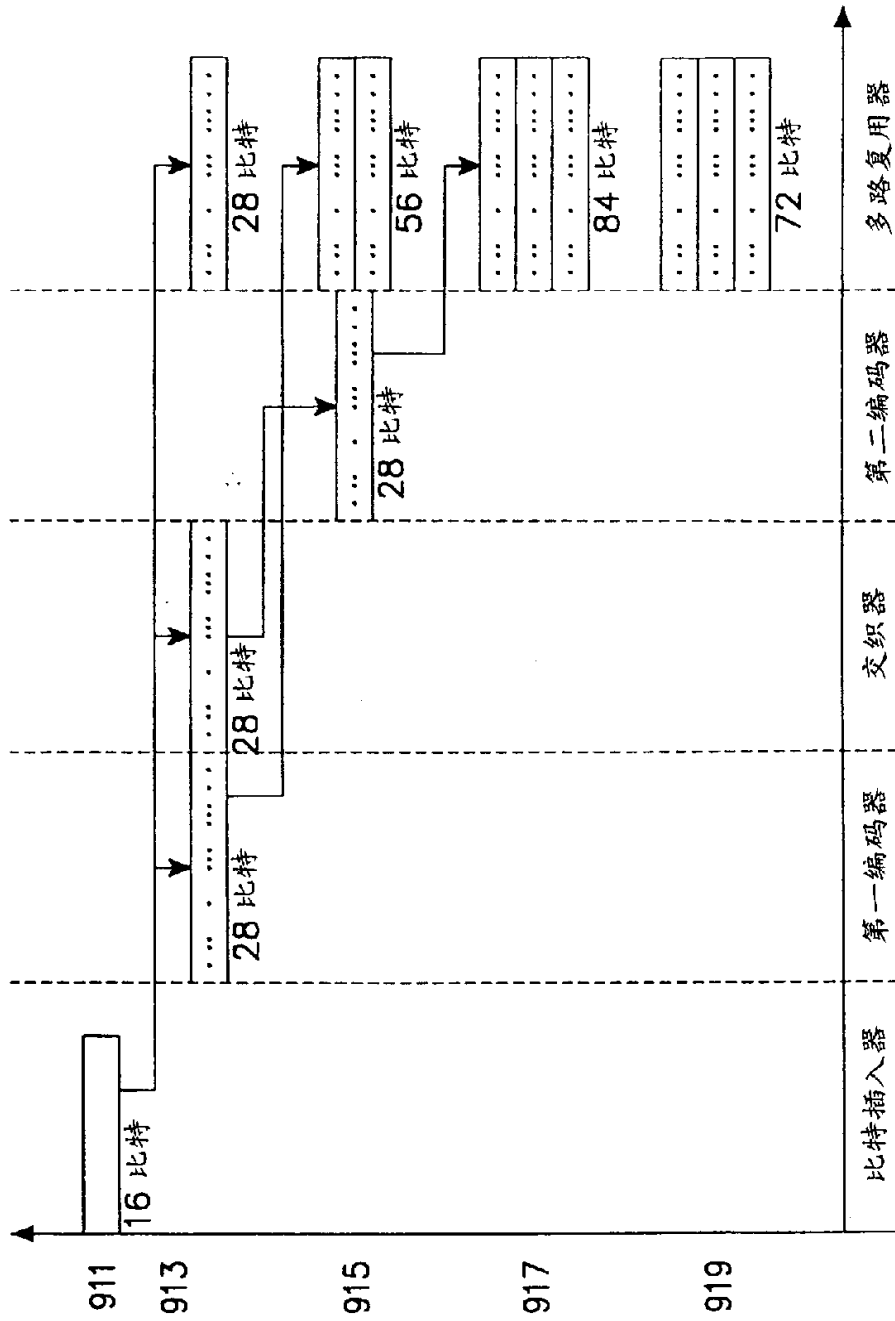 911
16 比特
913
28 比特
28 比特
28 比特
915
28 比特
56 比特
917
84 比特
919
72 比特
比特插入器
第一编码器
交织器
第二编码器
多路复用器